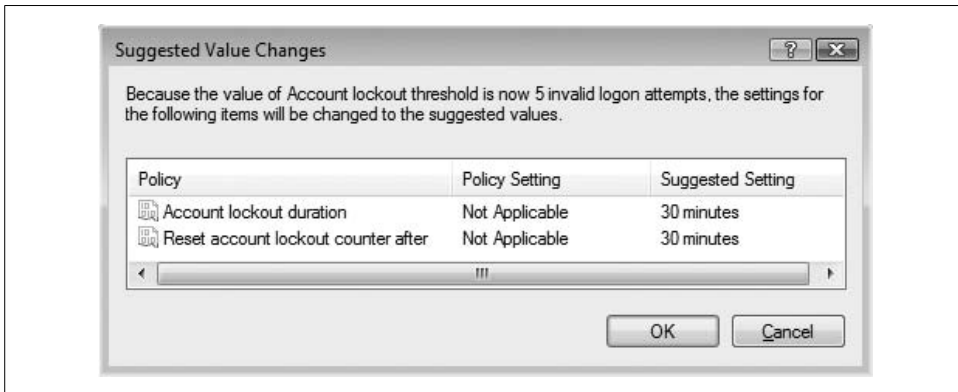 Suggested Value Changes
Because the value of Account lockout threshold is now 5 invalid logon attempts, the settings for
the following items will be changed to the suggested values.
Policy Policy Setting Suggested Setting
Account lockout duration Not Applicable 30 minutes
Reset account lockout counter after Not Applicable 30 minutes
OK Cancel